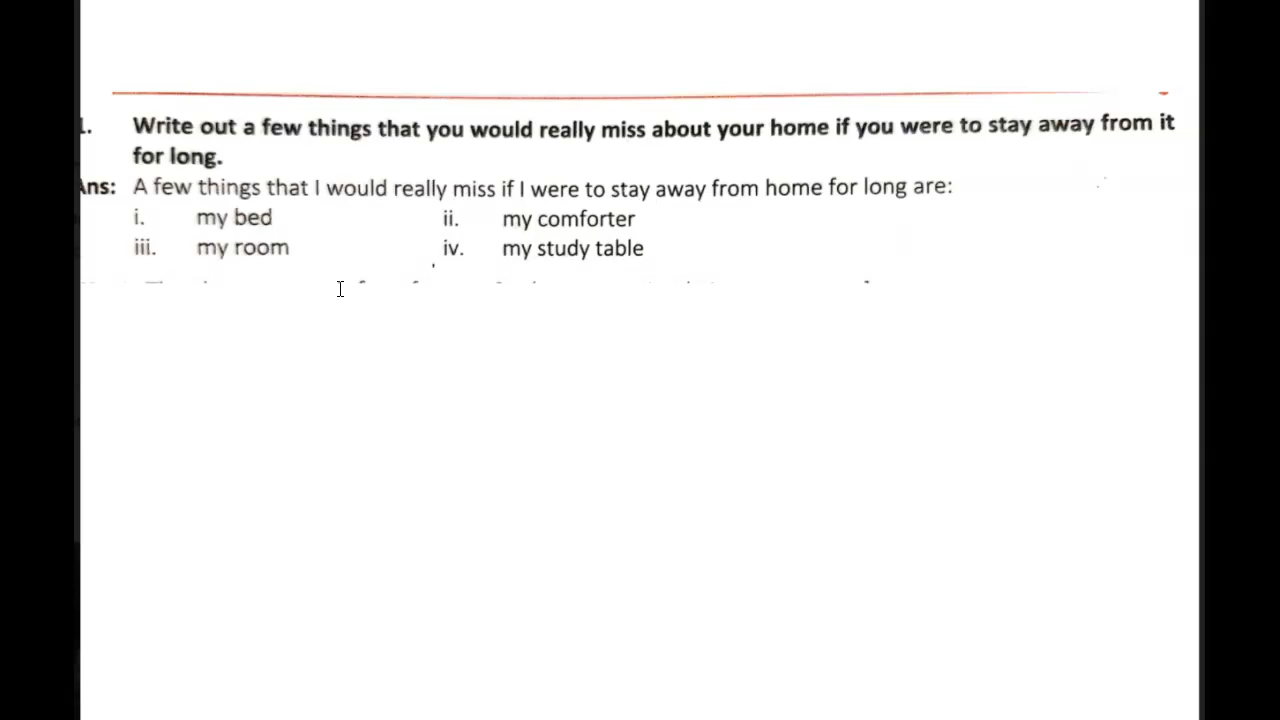 1. Write out a few things that you would really miss about your home if you were to stay away from it
for long.
Ans: A few things that I would really miss if I were to stay away from home for long are:
i. my bed ii. my comforter
iii. my room iv. my study table